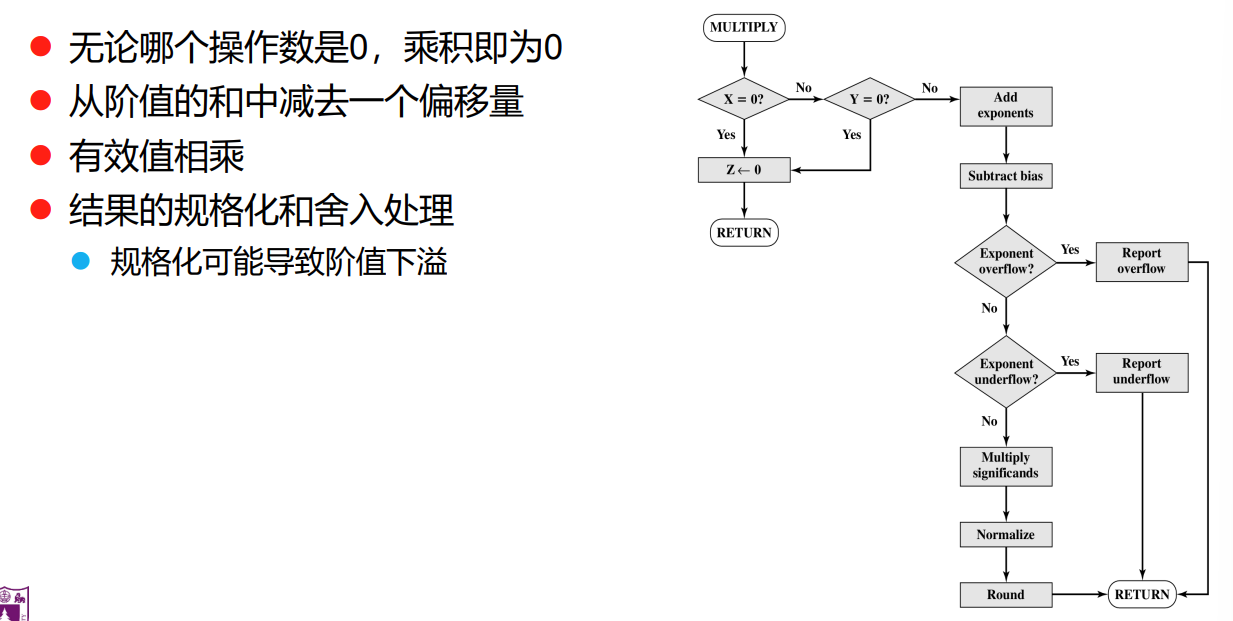 无论哪个操作数是0，乘积即为0
从阶值的和中减去一个偏移量
有效值相乘
结果的规格化和舍入处理
规格化可能导致阶值下溢
MULTIPLY
X = 0?
No
Y = 0?
No
Add
exponents
Yes
Yes
Z ← 0
RETURN
Subtract bias
Exponent
overflow?
Yes
Report
overflow
No
Exponent
underflow?
Yes
Report
underflow
No
Multiply
significands
Normalize
Round
RETURN